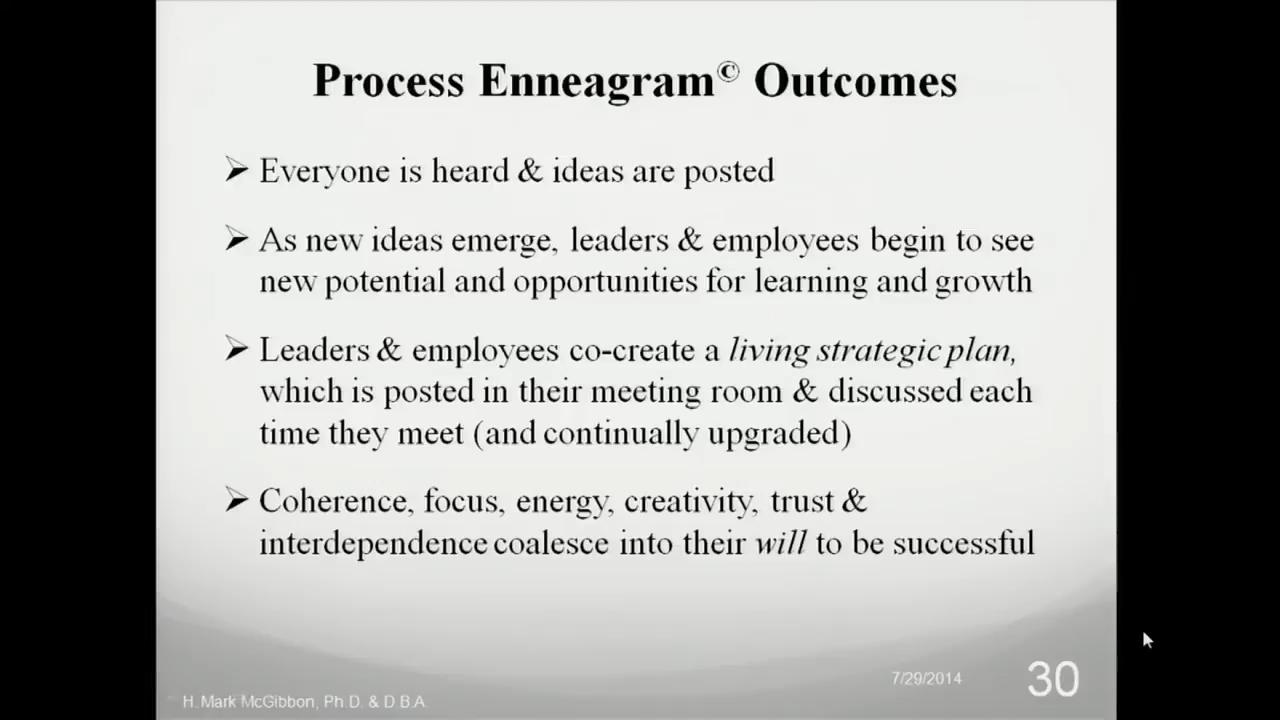 Process Enneagram© Outcomes
Everyone is heard & ideas are posted
As new ideas emerge, leaders & employees begin to see
new potential and opportunities for learning and growth
Leaders & employees co-create a living strategic plan,
which is posted in their meeting room & discussed each
time they meet (and continually upgraded)
Coherence, focus, energy, creativity, trust &
interdependence coalesce into their will to be successful
7/29/2014
30
H. Mark McGibbon, Ph.D. & D.B.A.